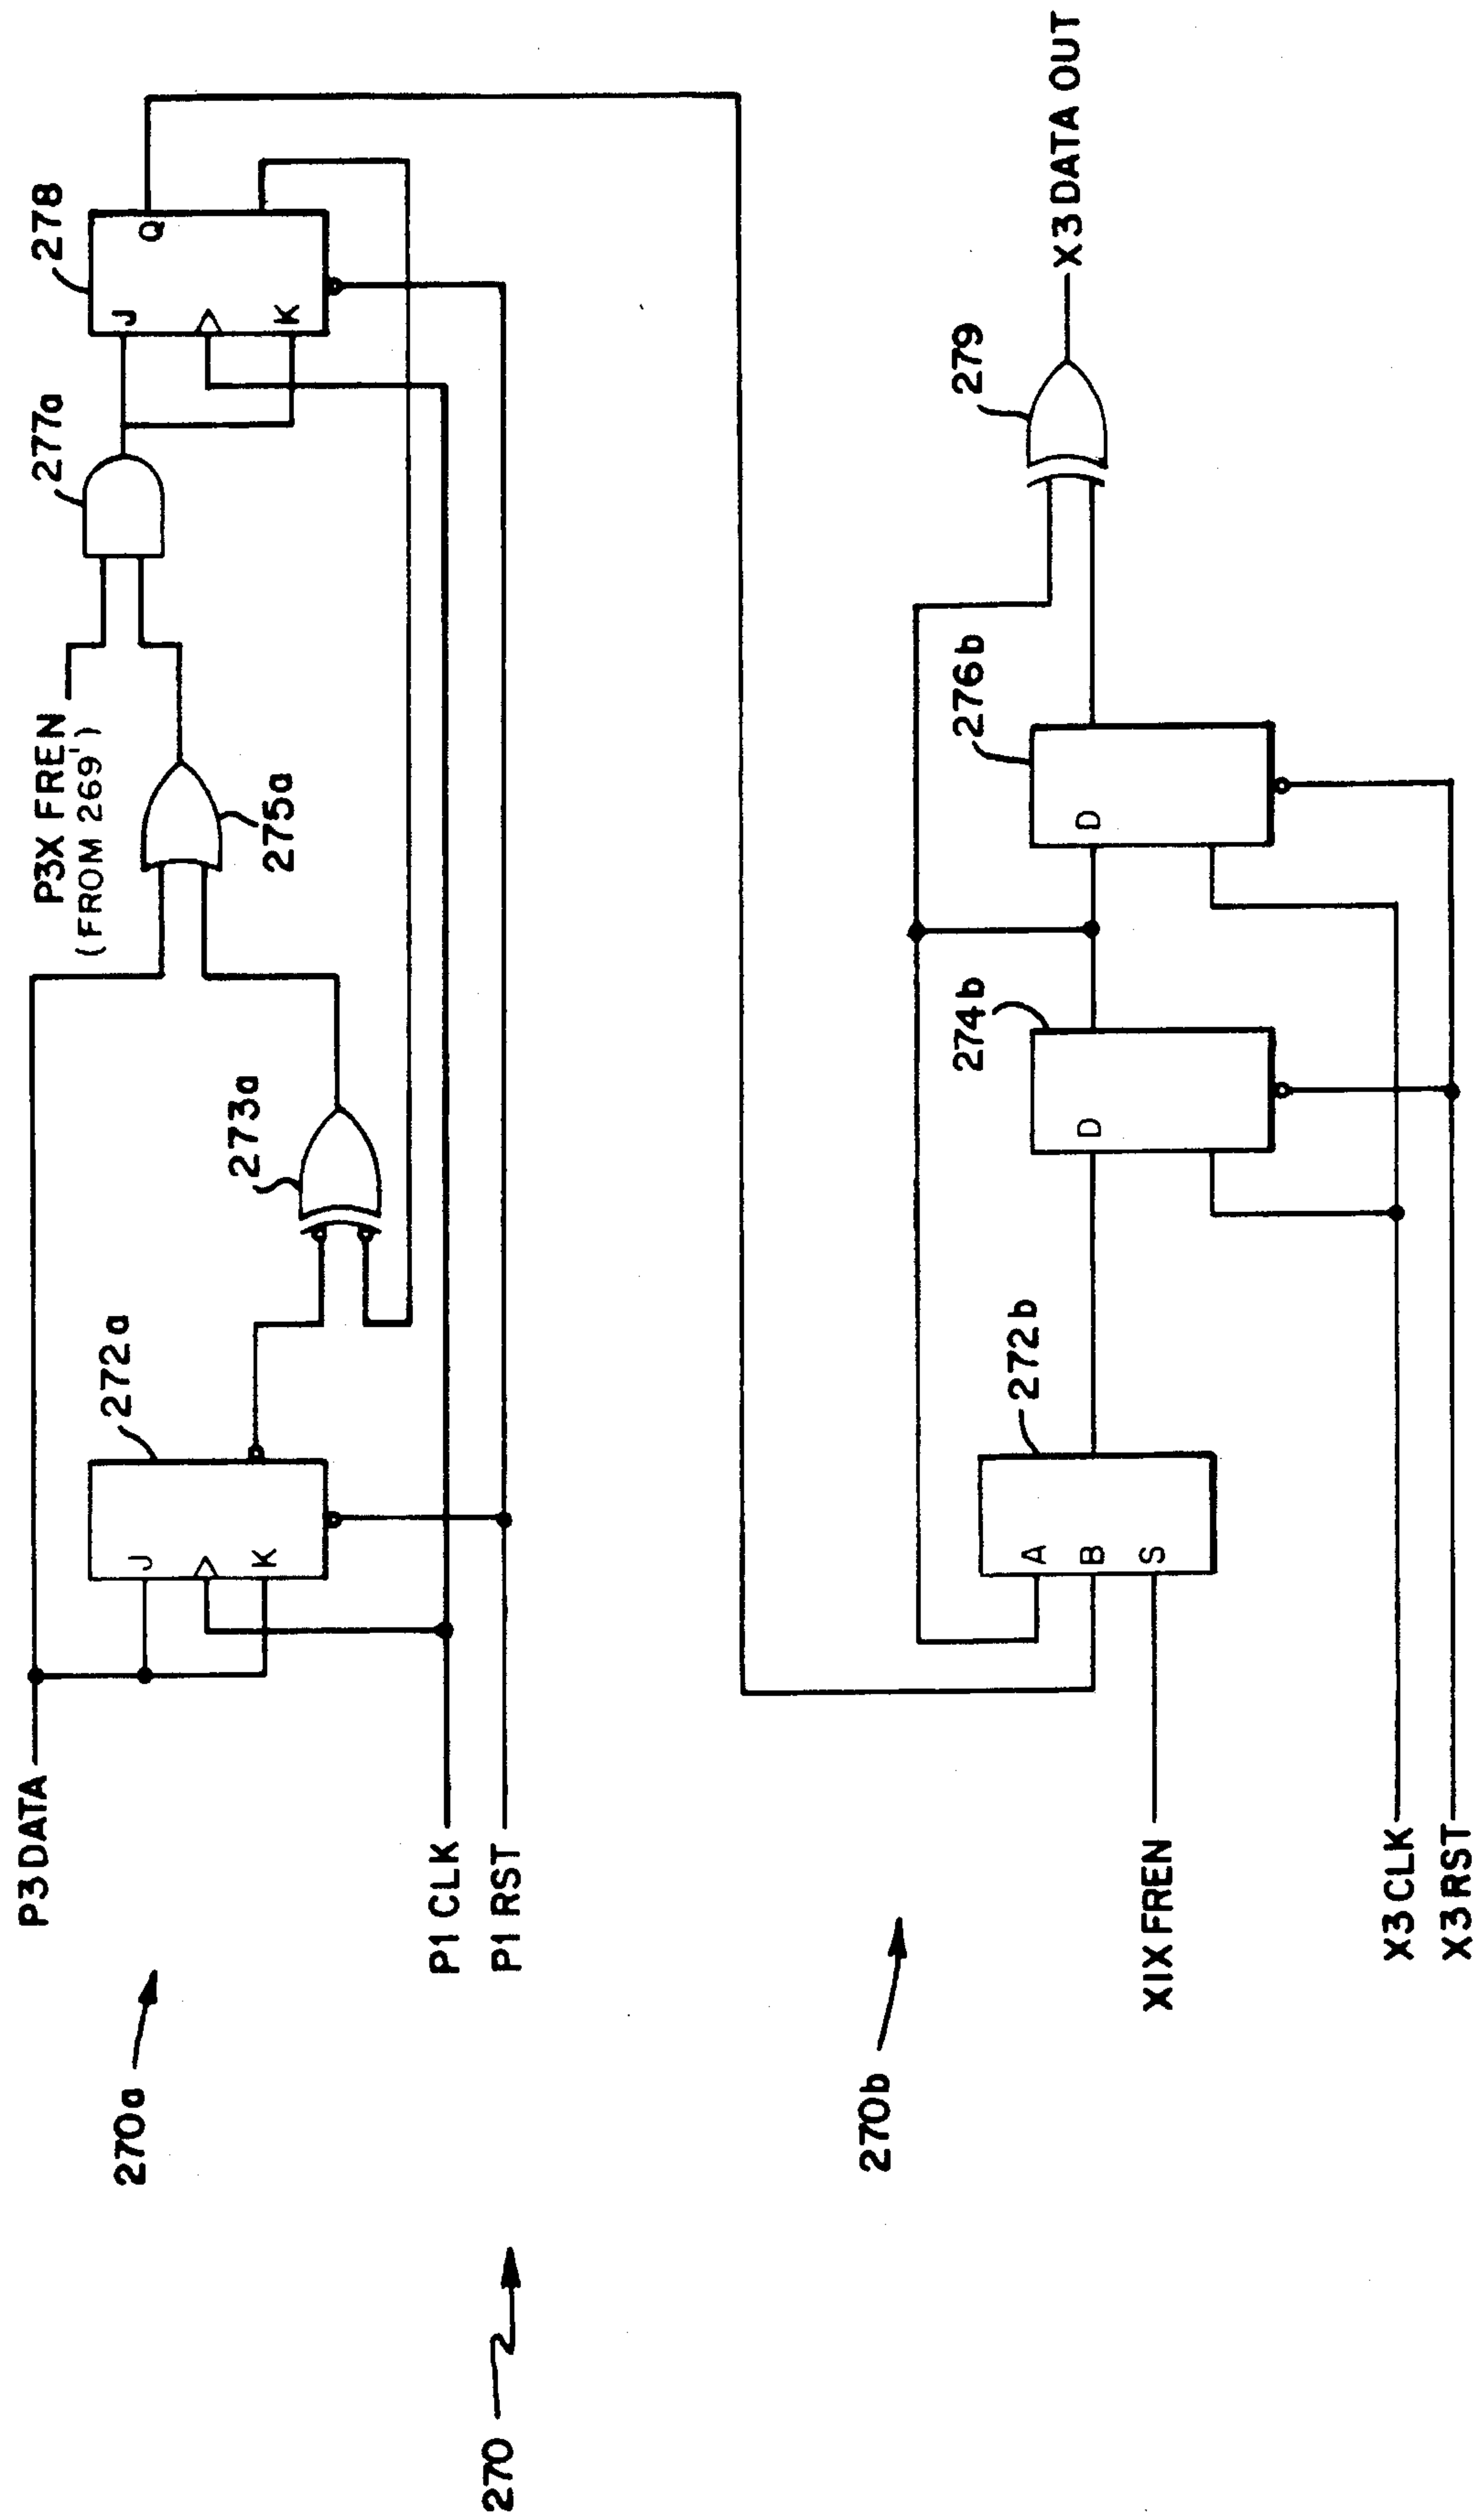 270
270a
P3 DATA
P1 CLK
P1 RST
272a
J
K
273a
275a
P3X FREN
(FROM 269')
277a
278
J
K
Q
270b
X1X FREN
X3 CLK
X3 RST
272b
A
B
S
274b
D
276b
D
279
X3 DATA OUT